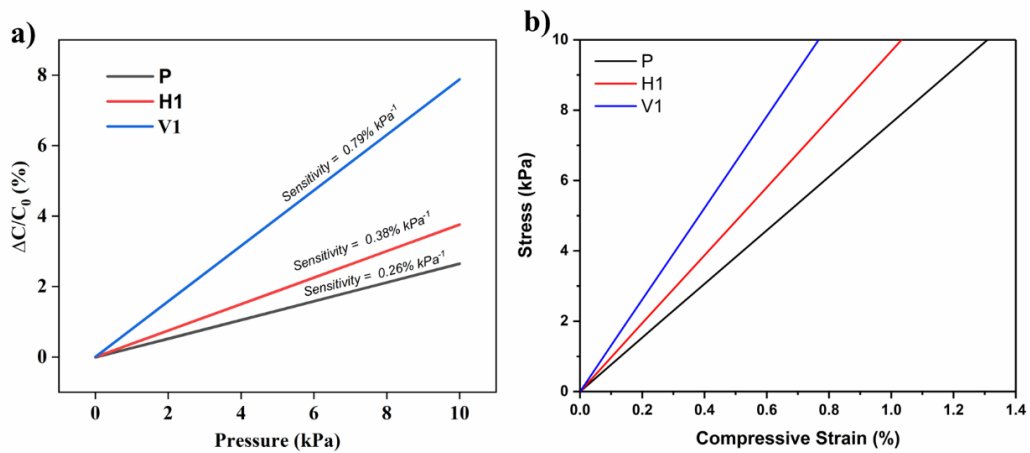 a)
P
H1
V1
Sensitivity = 0.79% kPa⁻¹
Sensitivity = 0.38% kPa⁻¹
Sensitivity = 0.26% kPa⁻¹
8
6
4
2
0
ΔC/C₀ (%)
0 2 4 6 8 10
Pressure (kPa)
b)
P
H1
V1
10
8
6
4
2
0
Stress (kPa)
0.0 0.2 0.4 0.6 0.8 1.0 1.2 1.4
Compressive Strain (%)